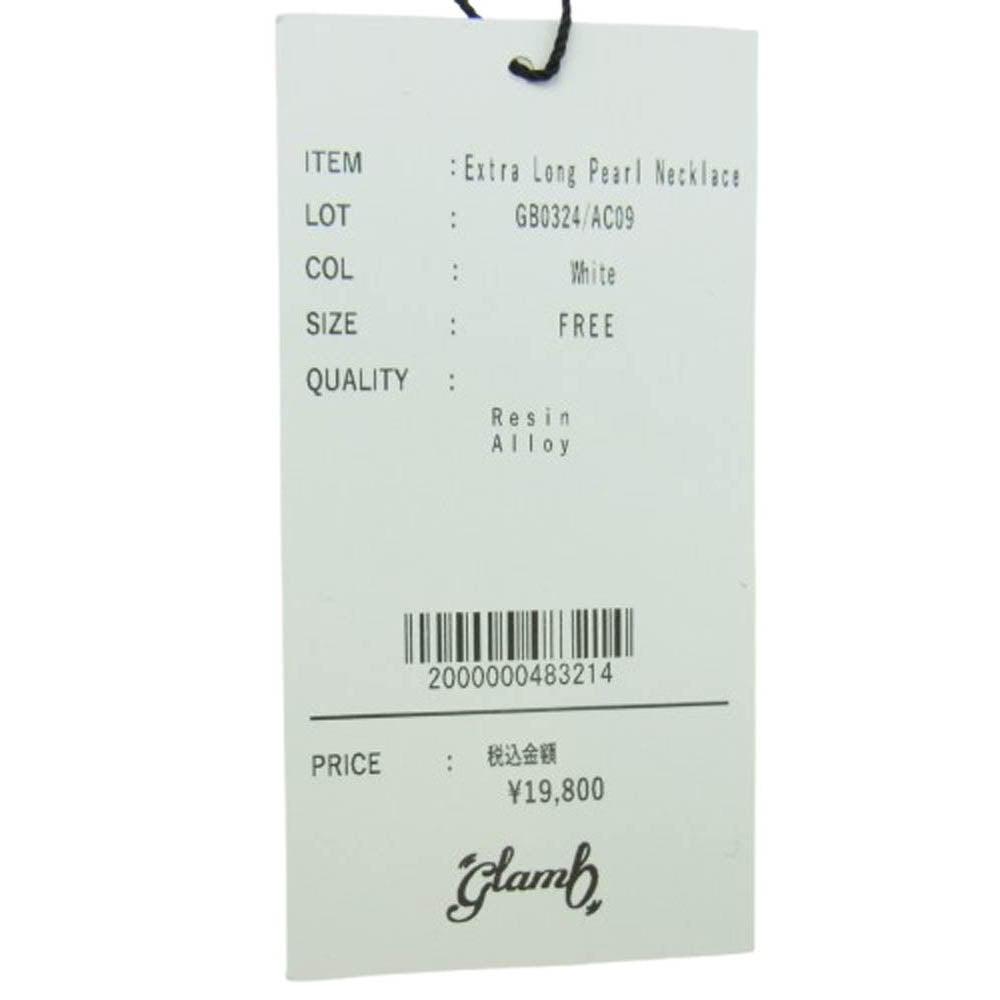 ITEM : Extra Long Pearl Necklace
LOT : GB0324/AC09
COL : White
SIZE : FREE
QUALITY :
Resin
Alloy
2000000483214
PRICE : 税込金額
¥19,800
glamb